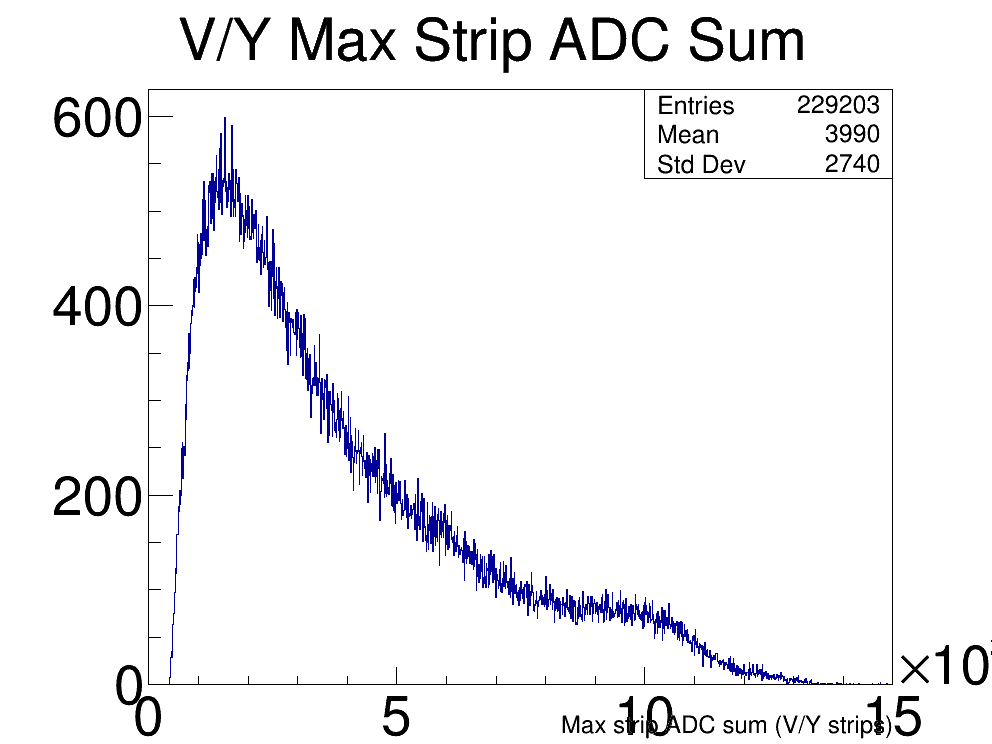 V/Y Max Strip ADC Sum
Entries 229203
Mean 3990
Std Dev 2740
600
400
200
0
0 5 10 15
×10
Max strip ADC sum (V/Y strips)